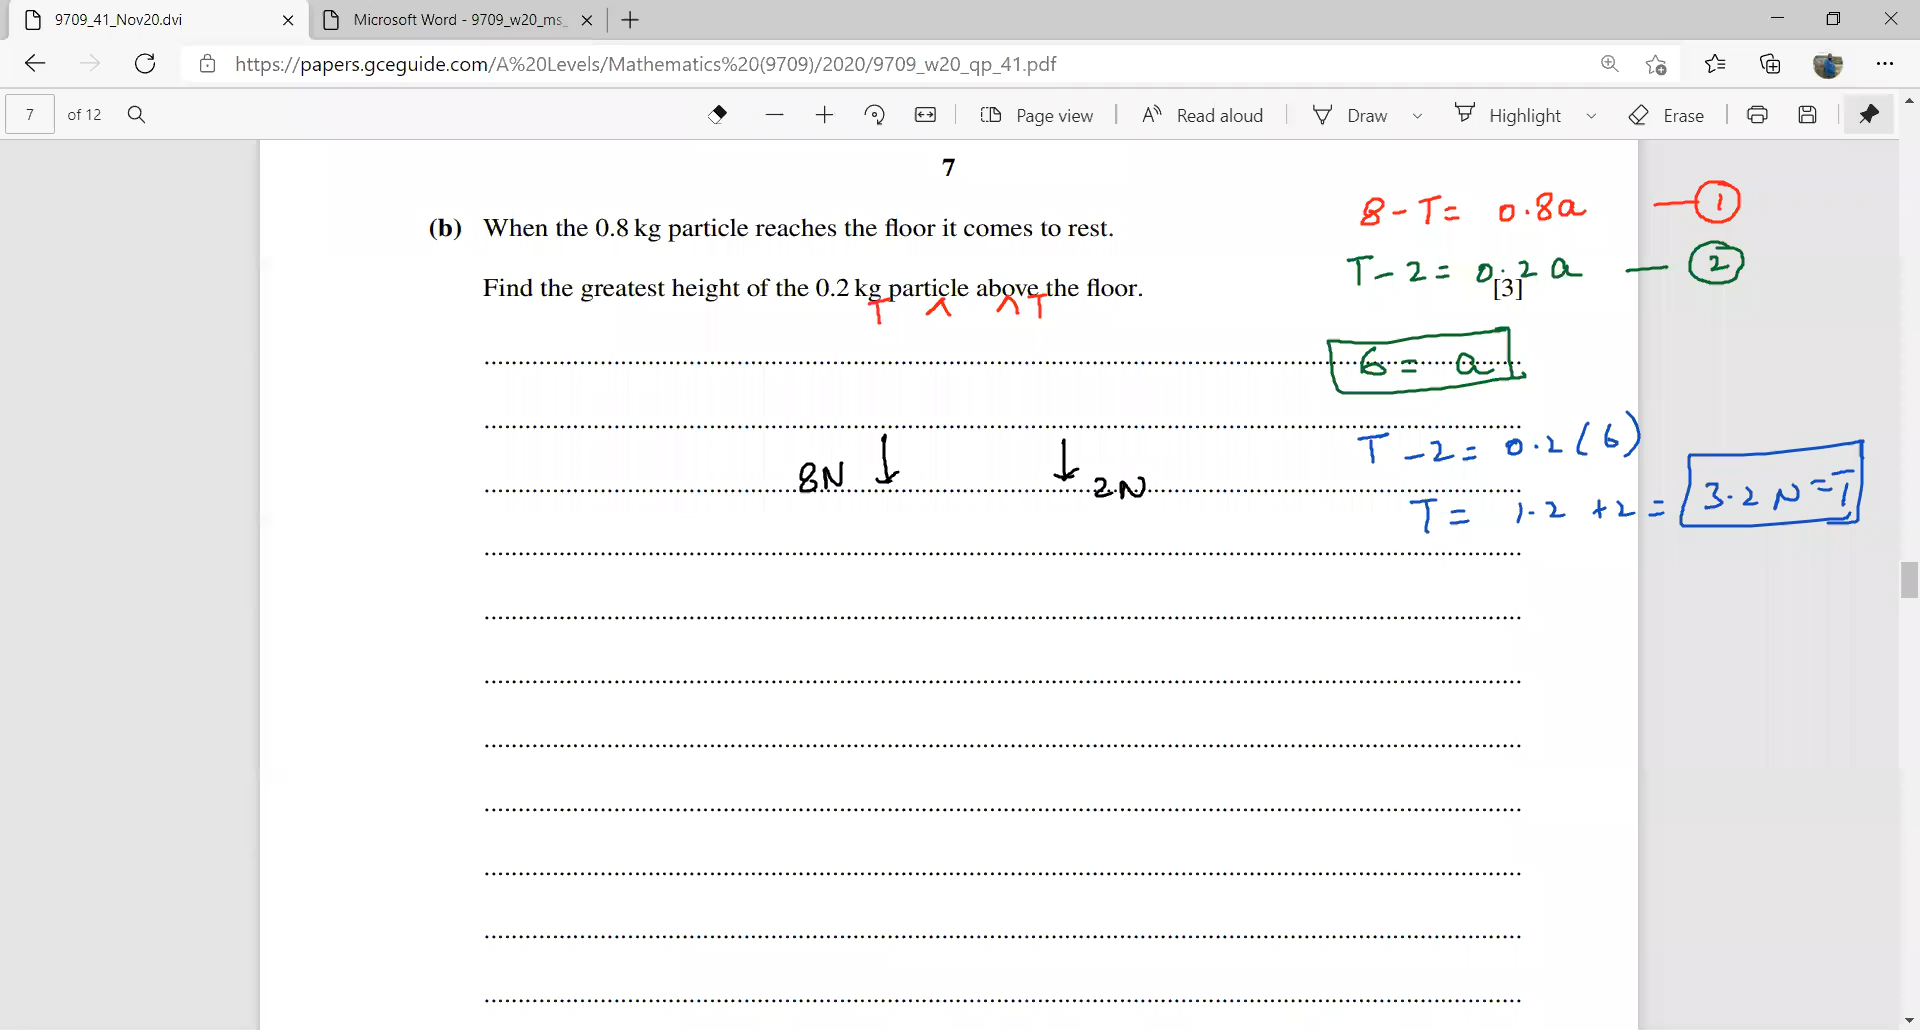 9709_41_Nov20.dvi
Microsoft Word - 9709_w20_ms_
https://papers.gceguide.com/A%20Levels/Mathematics%20(9709)/2020/9709_w20_qp_41.pdf
7 of 12
Page view
Read aloud
Draw
Highlight
Erase
7
(b) When the 0.8 kg particle reaches the floor it comes to rest.
Find the greatest height of the 0.2 kg particle above the floor.
[3]
8 - T = 0.8a — 1
T - 2 = 0.2a — 2
T T
6 = a
8N 2N
T - 2 = 0.2(6)
T = 1.2 + 2 = 3.2 N = T